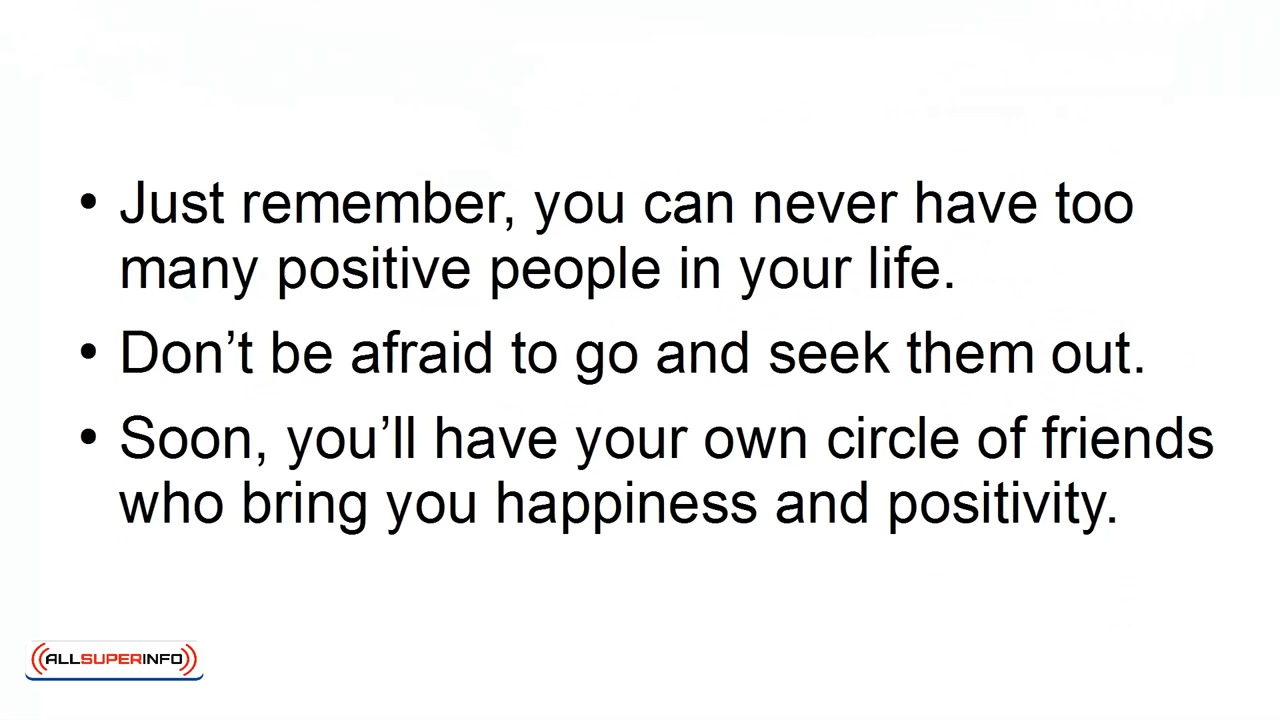 • Just remember, you can never have too
many positive people in your life.
• Don’t be afraid to go and seek them out.
• Soon, you’ll have your own circle of friends
who bring you happiness and positivity.
ALLSUPERINFO